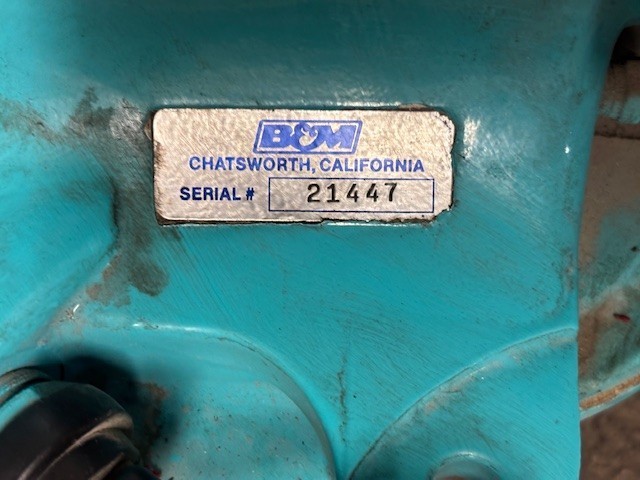 B&M
CHATSWORTH, CALIFORNIA
SERIAL # 21447